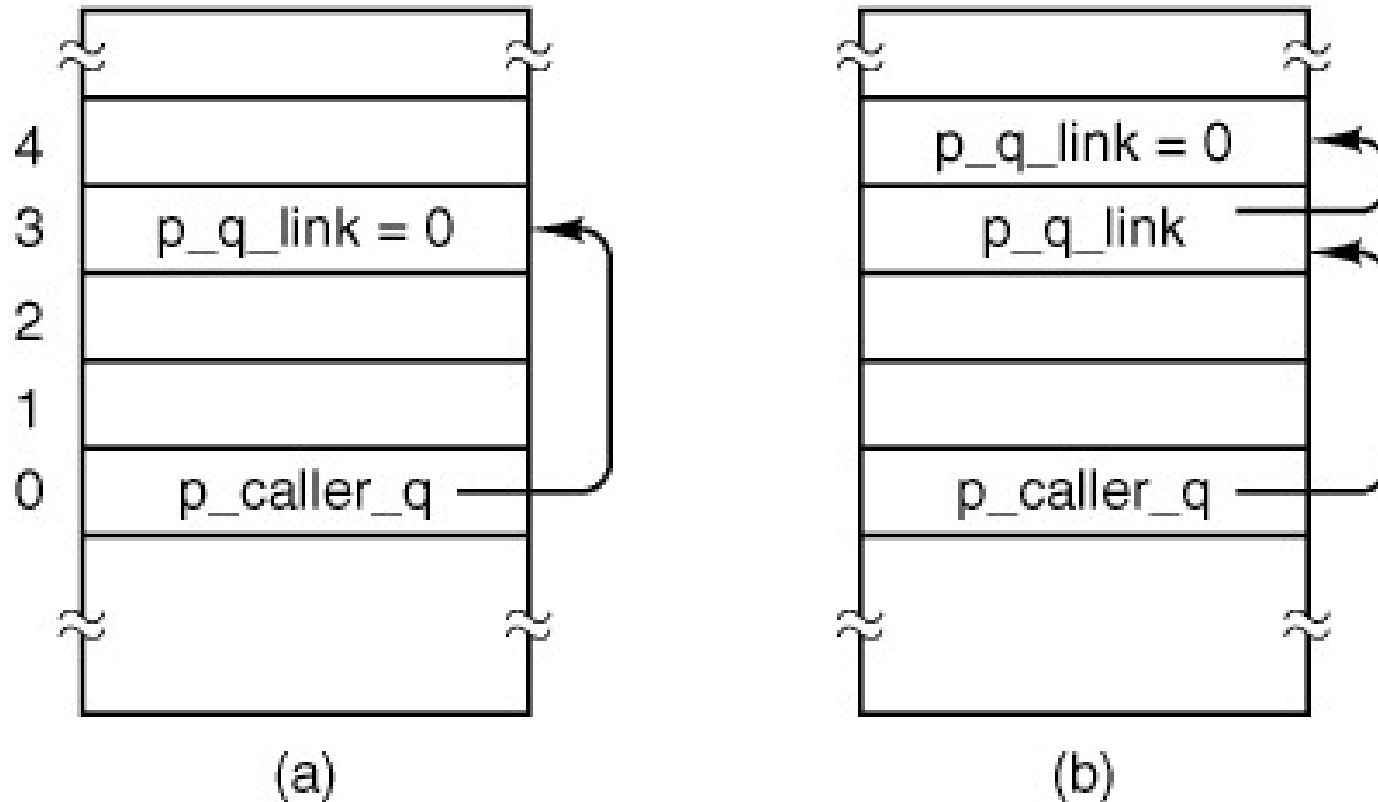 4
p_q_link = 0
3
p_q_link = 0
p_q_link
2
1
0
p_caller_q
p_caller_q
(a)
(b)